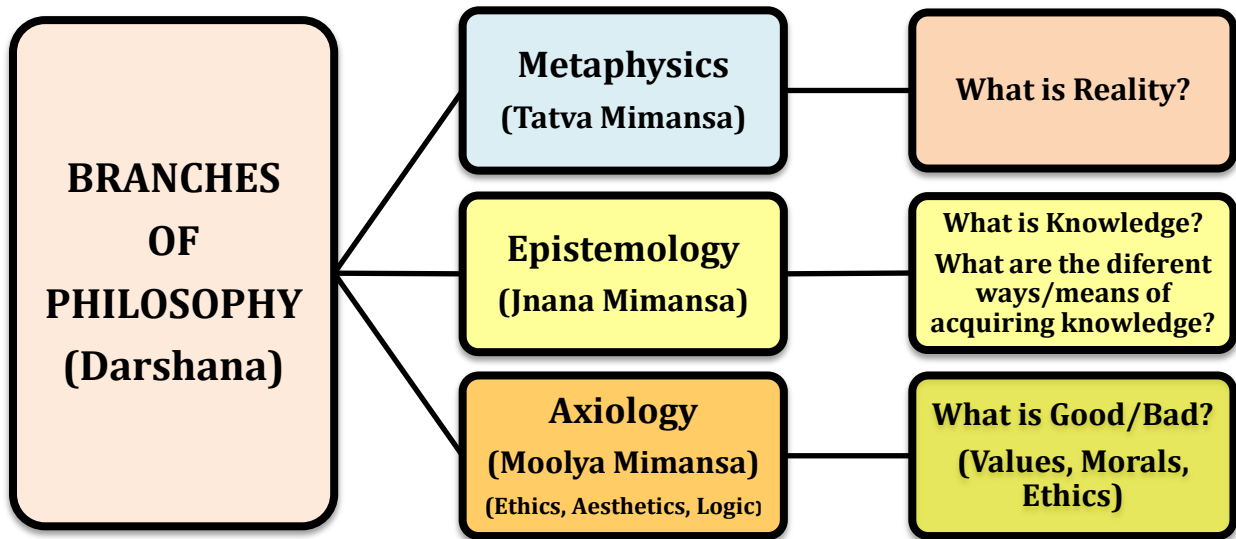 BRANCHES
OF
PHILOSOPHY
(Darshana)
Metaphysics
(Tatva Mimansa)
What is Reality?
Epistemology
(Jnana Mimansa)
What is Knowledge?
What are the diferent
ways/means of
acquiring knowledge?
Axiology
(Moolya Mimansa)
(Ethics, Aesthetics, Logic)
What is Good/Bad?
(Values, Morals,
Ethics)